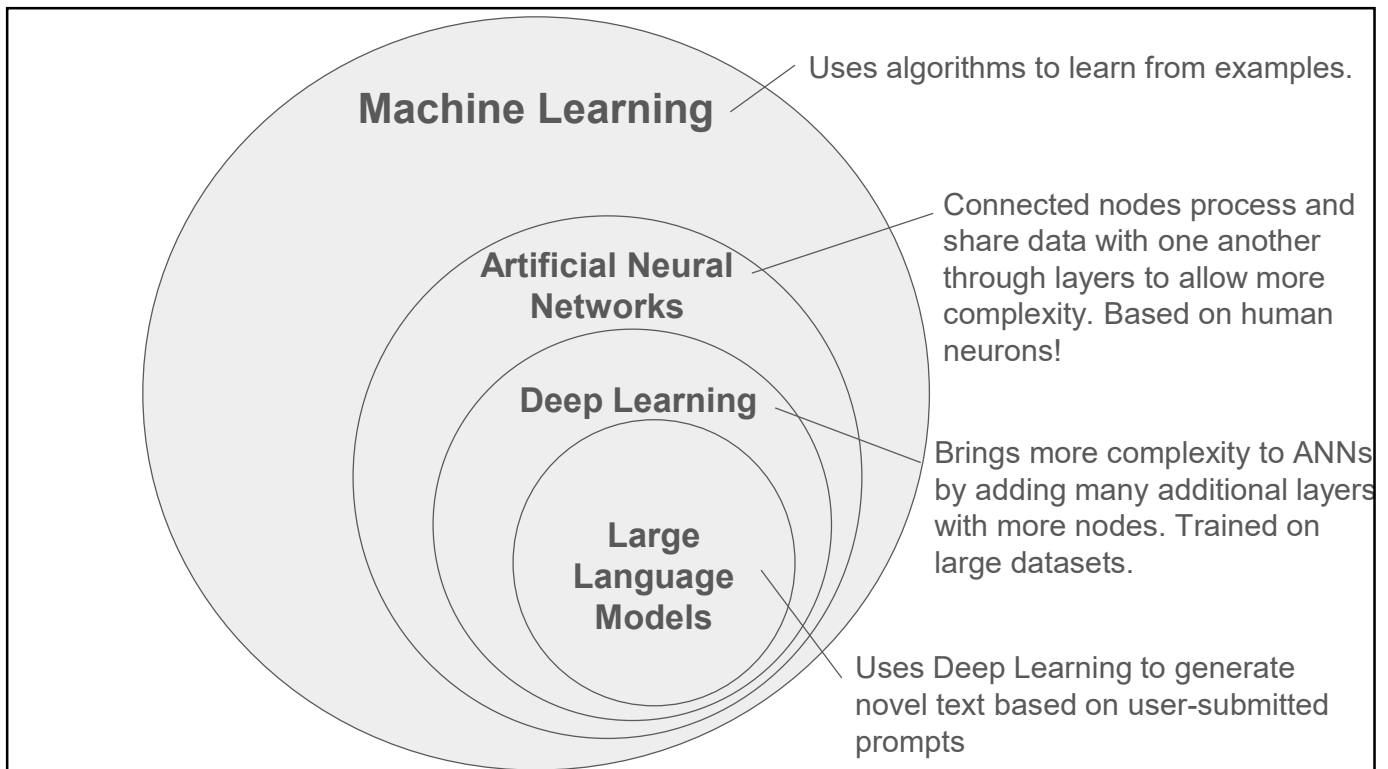 Uses algorithms to learn from examples.
Machine Learning
Connected nodes process and
share data with one another
through layers to allow more
complexity. Based on human
neurons!
Artificial Neural
Networks
Deep Learning
Brings more complexity to ANNs
by adding many additional layers
with more nodes. Trained on
large datasets.
Large
Language
Models
Uses Deep Learning to generate
novel text based on user-submitted
prompts